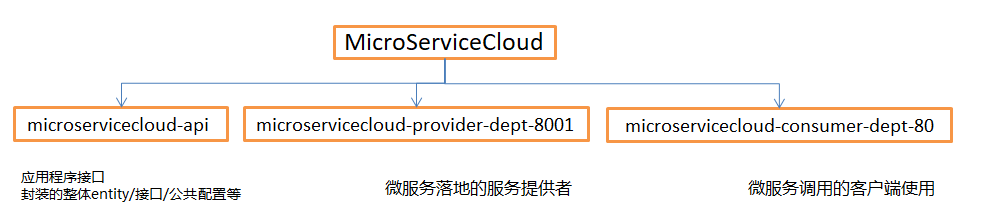 MicroServiceCloud
microservicecloud-api
microservicecloud-provider-dept-8001
microservicecloud-consumer-dept-80
应用程序接口
封装的整体entity/接口/公共配置等
微服务落地的服务提供者
微服务调用的客户端使用